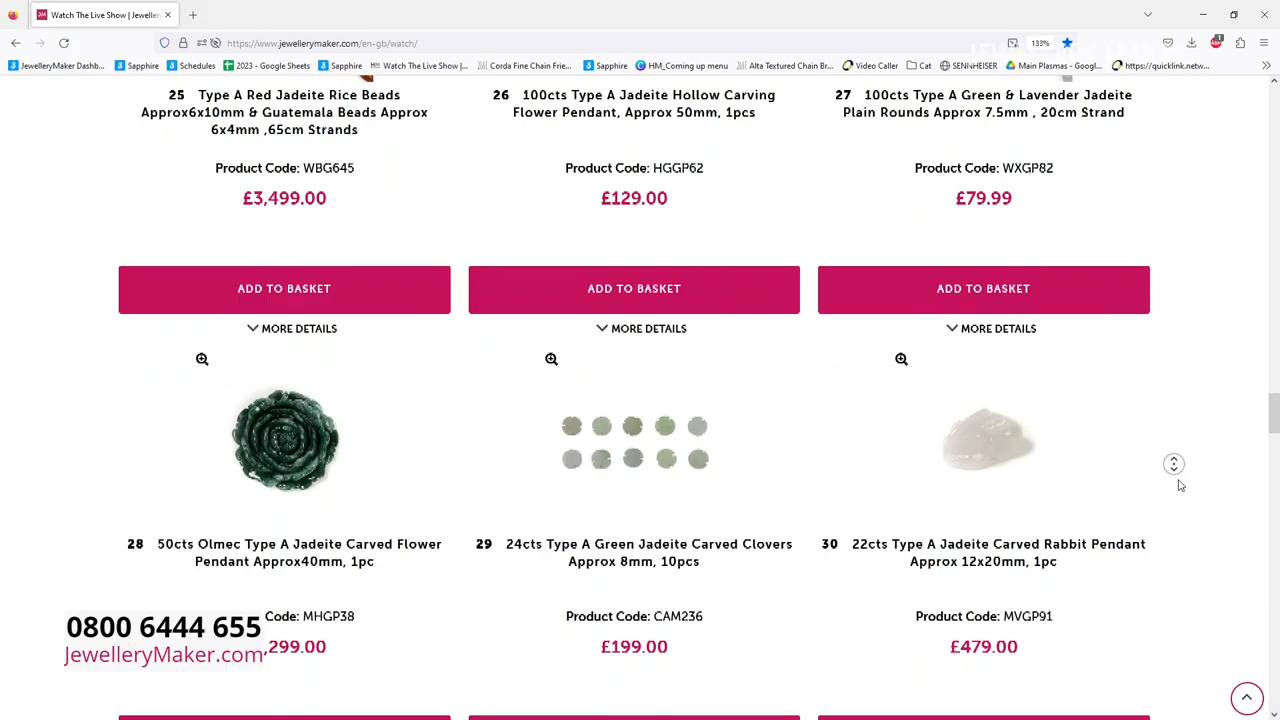 Watch The Live Show | Jeweller
https://www.jewellerymaker.com/en-gb/watch/
133%
JewelleryMaker Dashb...
Sapphire
Schedules
2023 - Google Sheets
Sapphire
Watch The Live Show |...
Corda Fine Chain Frie...
Sapphire
HM_Coming up menu
Alta Textured Chain Br...
Video Caller
Cat
SENNHEISER
Main Plasmas - Googl...
https://quicklink.netw...
25 Type A Red Jadeite Rice Beads
Approx6x10mm & Guatemala Beads Approx
6x4mm ,65cm Strands
Product Code: WBG645
£3,499.00
ADD TO BASKET
MORE DETAILS
26 100cts Type A Jadeite Hollow Carving
Flower Pendant, Approx 50mm, 1pcs
Product Code: HGGP62
£129.00
ADD TO BASKET
MORE DETAILS
27 100cts Type A Green & Lavender Jadeite
Plain Rounds Approx 7.5mm , 20cm Strand
Product Code: WXGP82
£79.99
ADD TO BASKET
MORE DETAILS
28 50cts Olmec Type A Jadeite Carved Flower
Pendant Approx40mm, 1pc
Code: MHGP38
,299.00
29 24cts Type A Green Jadeite Carved Clovers
Approx 8mm, 10pcs
Product Code: CAM236
£199.00
30 22cts Type A Jadeite Carved Rabbit Pendant
Approx 12x20mm, 1pc
Product Code: MVGP91
£479.00
0800 6444 655
JewelleryMaker.com